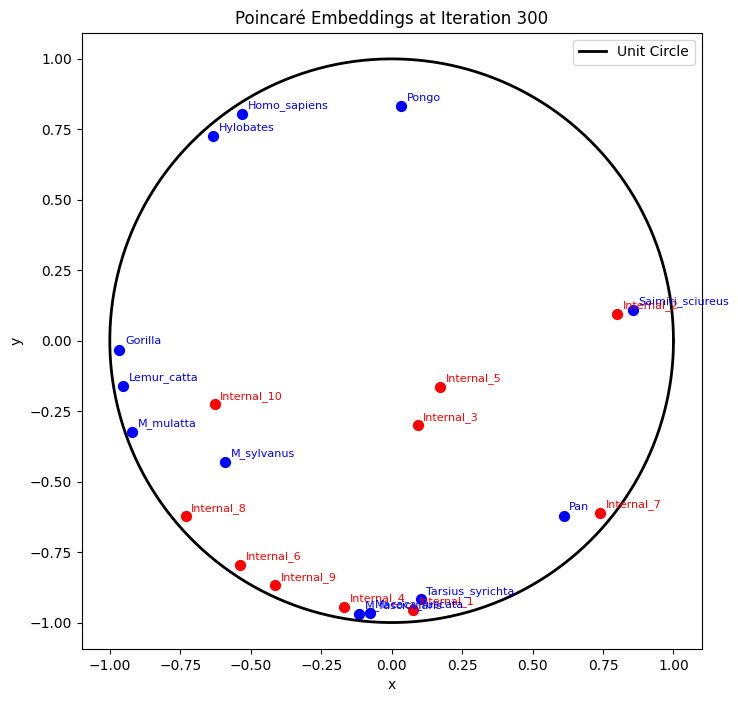 Poincaré Embeddings at Iteration 300
Unit Circle
1.00
0.75
0.50
0.25
0.00
−0.25
−0.50
−0.75
−1.00
y
Homo_sapiens
Hylobates
Pongo
Saimiri_sciureus
Internal_2
Gorilla
Lemur_catta
Internal_5
Internal_10
Internal_3
M_mulatta
M_sylvanus
Pan
Internal_7
Internal_8
Internal_6
Internal_9
Tarsius_syrichta
Internal_4
Internal_1
M_fascicularis
−1.00
−0.75
−0.50
−0.25
0.00
0.25
0.50
0.75
1.00
x